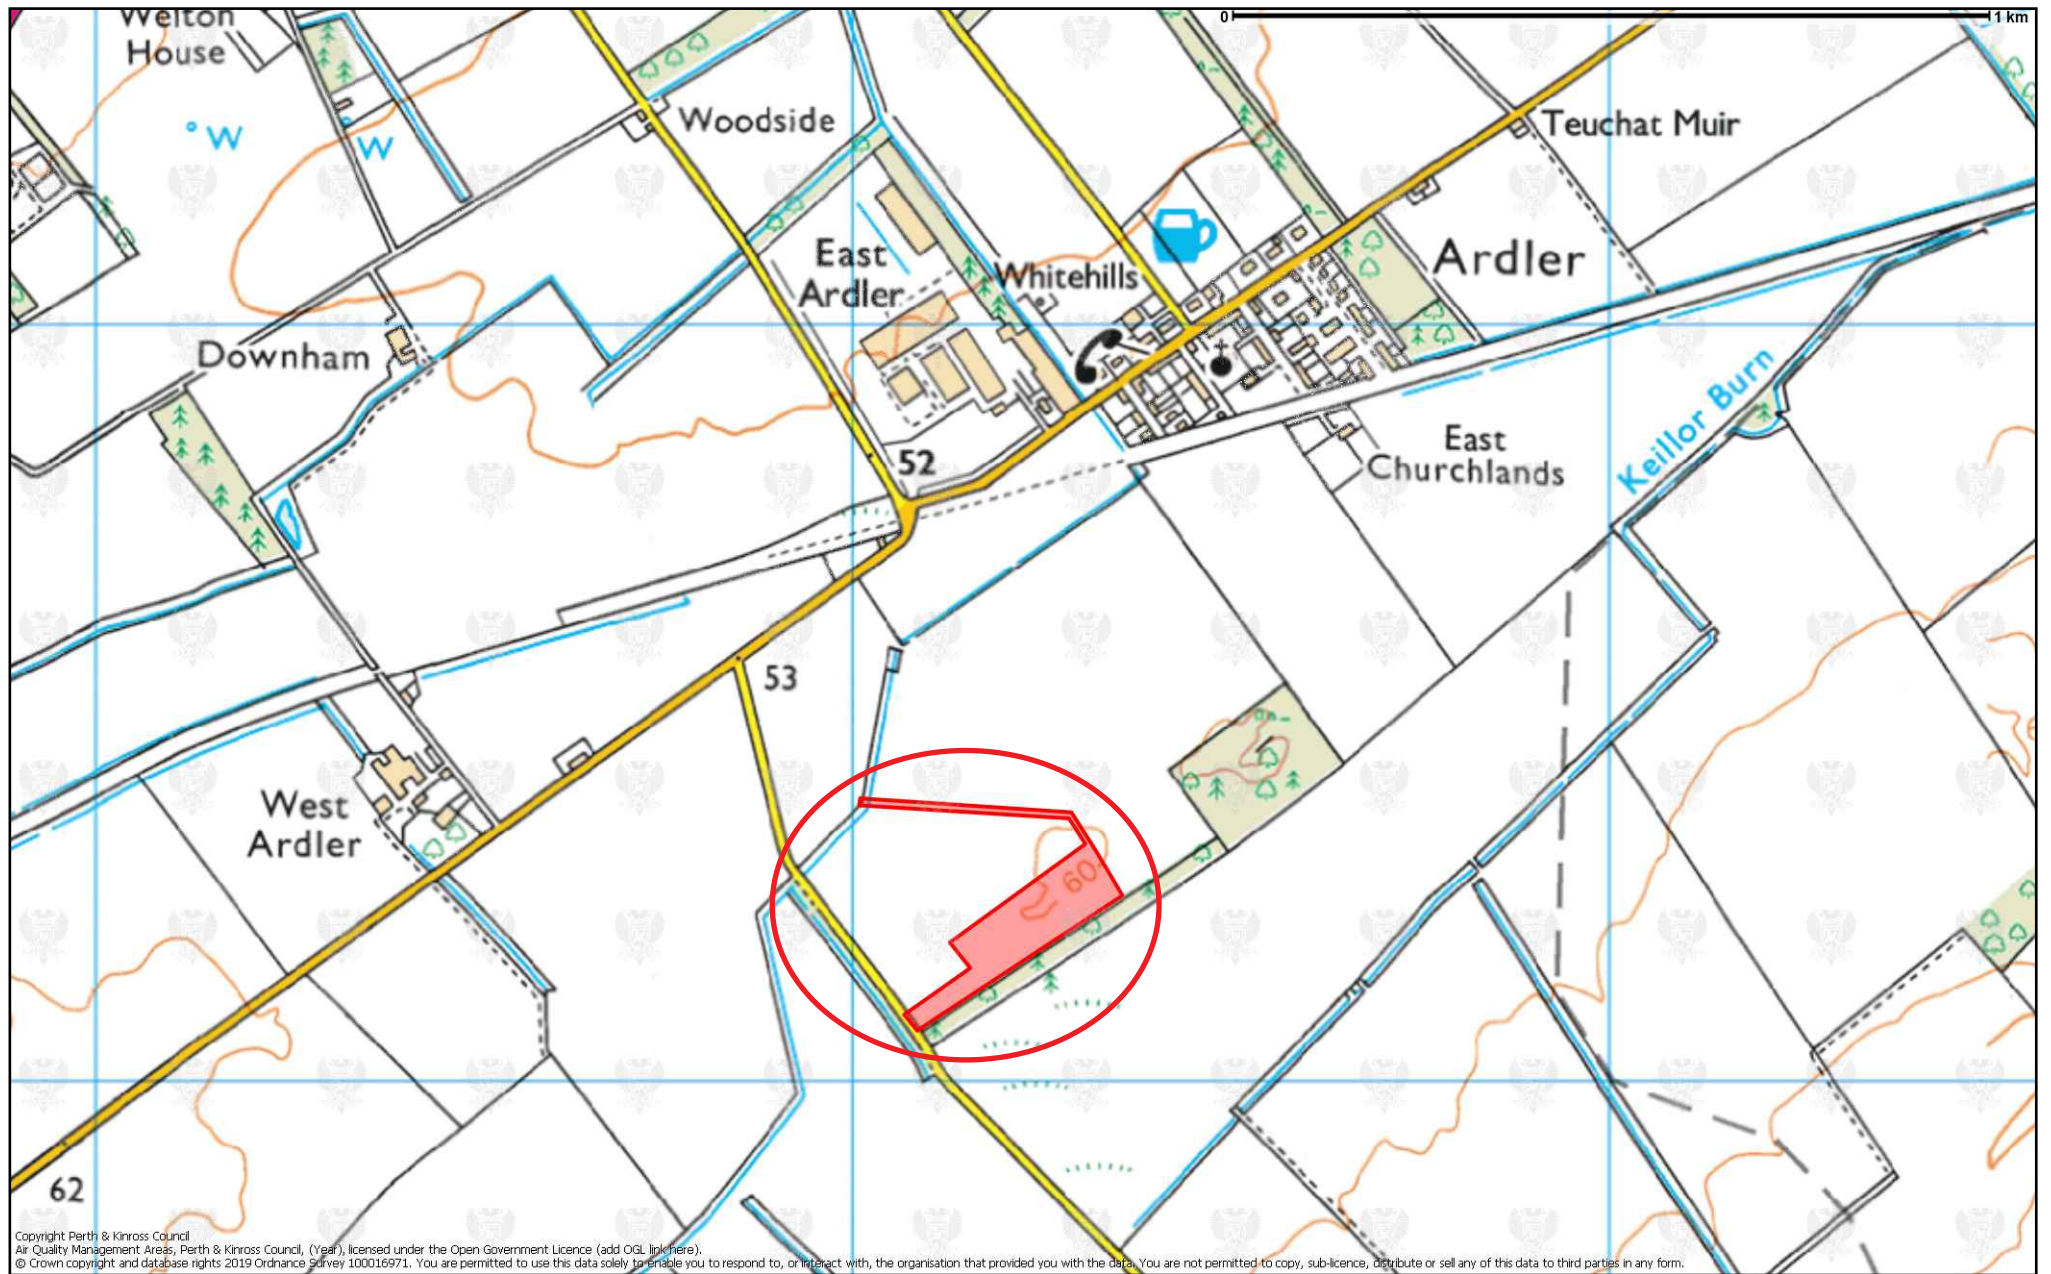 Welton
House
0
1 km
W
W
Woodside
Teuchat Muir
East
Ardler
Whitehills
Ardler
Downham
Keillor Burn
52
East
Churchlands
53
West
Ardler
60
62
Copyright Perth & Kinross Council
Air Quality Management Areas, Perth & Kinross Council, (Year), licensed under the Open Government Licence (add OGL link here).
© Crown copyright and database rights 2019 Ordnance Survey 100016971. You are permitted to use this data solely to enable you to respond to, or interact with, the organisation that provided you with the data. You are not permitted to copy, sub-licence, distribute or sell any of this data to third parties in any form.